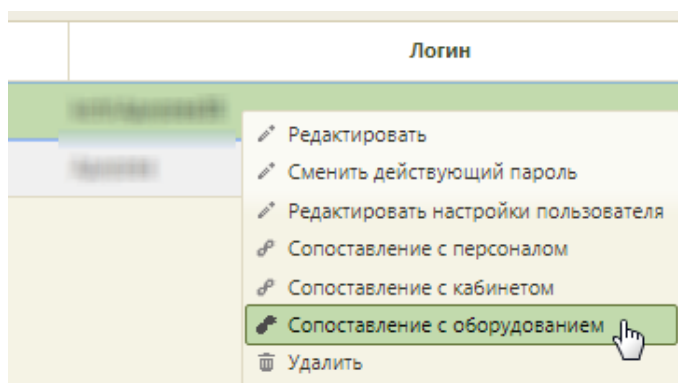 Логин
Редактировать
Сменить действующий пароль
Редактировать настройки пользователя
Сопоставление с персоналом
Сопоставление с кабинетом
Сопоставление с оборудованием
Удалить